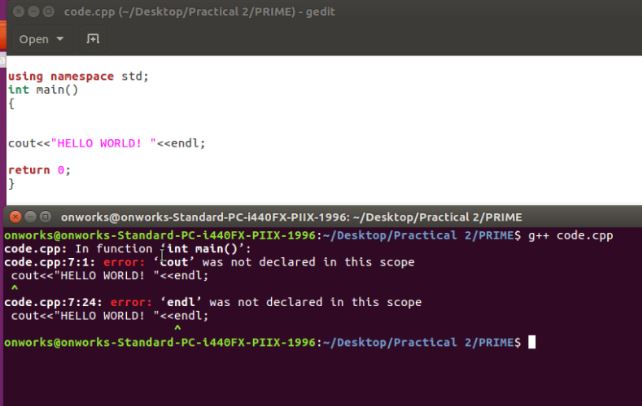 code.cpp (~/Desktop/Practical 2/PRIME) - gedit
Open
using namespace std;
int main()
{
cout<<"HELLO WORLD! "<<endl;
return 0;
}
onworks@onworks-Standard-PC-i440FX-PIIX-1996: ~/Desktop/Practical 2/PRIME
onworks@onworks-Standard-PC-i440FX-PIIX-1996:~/Desktop/Practical 2/PRIME$ g++ code.cpp
code.cpp: In function ‘int main()’:
code.cpp:7:1: error: ‘cout’ was not declared in this scope
cout<<"HELLO WORLD! "<<endl;
^
code.cpp:7:24: error: ‘endl’ was not declared in this scope
cout<<"HELLO WORLD! "<<endl;
^
onworks@onworks-Standard-PC-i440FX-PIIX-1996:~/Desktop/Practical 2/PRIME$